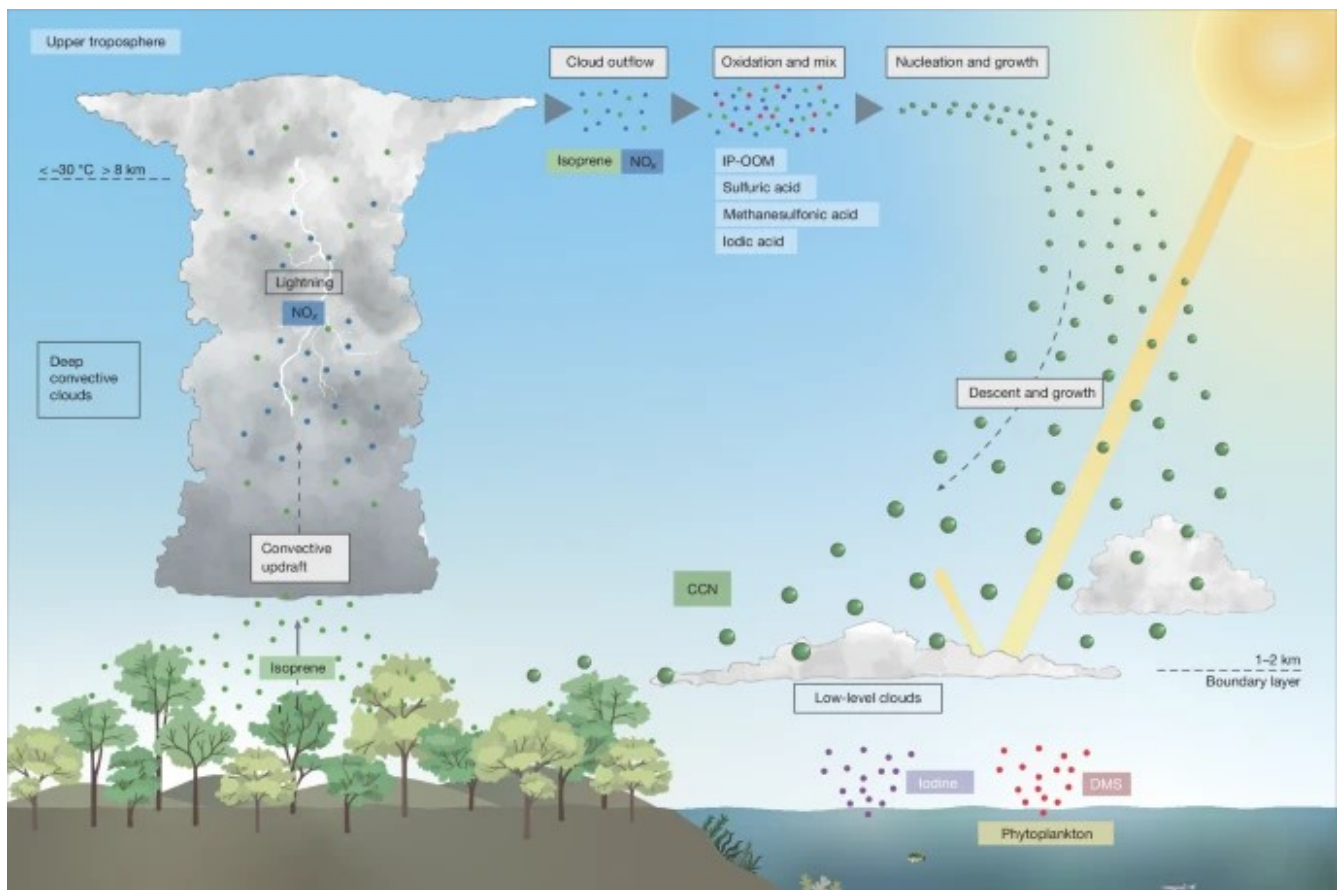 Upper troposphere
Cloud outflow
Oxidation and mix
Nucleation and growth
< –30 °C > 8 km
Isoprene
NOₓ
IP-OOM
Sulfuric acid
Methanesulfonic acid
Iodic acid
Lightning
NOₓ
Deep
convective
clouds
Descent and growth
Convective
updraft
CCN
Isoprene
1–2 km
Boundary layer
Low-level clouds
Iodine
DMS
Phytoplankton